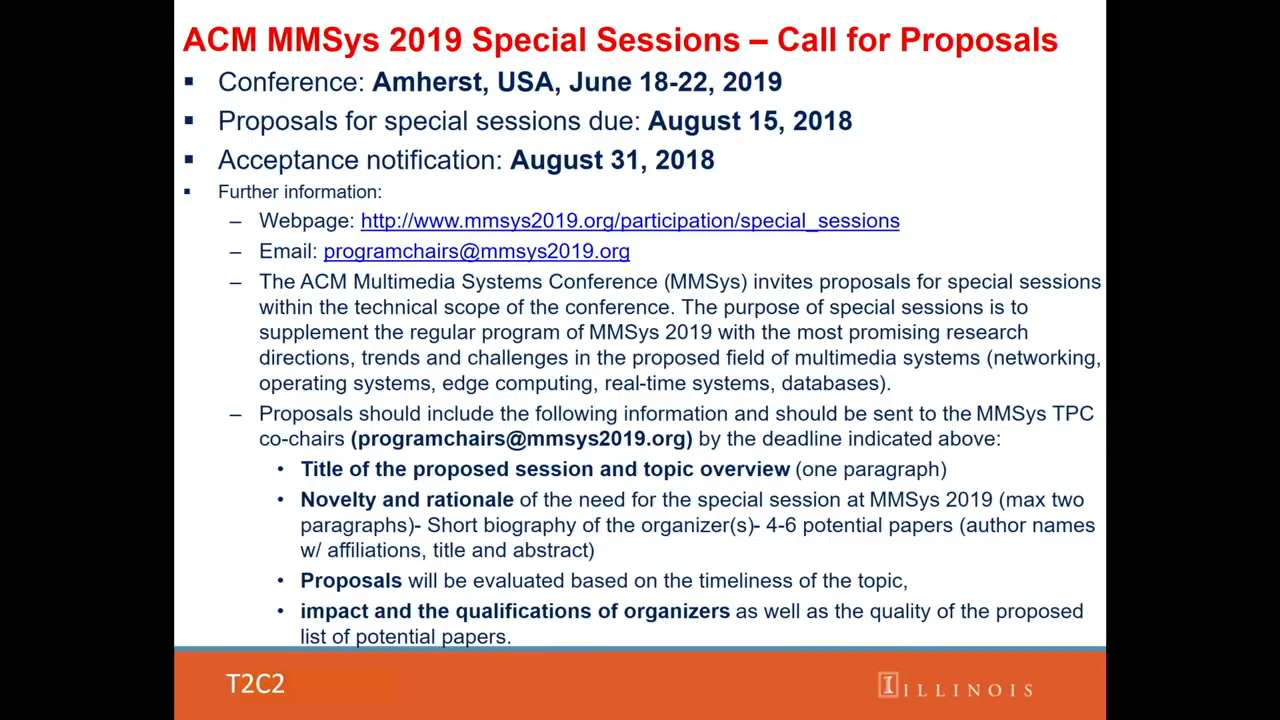 ACM MMSys 2019 Special Sessions – Call for Proposals
▪ Conference: Amherst, USA, June 18-22, 2019
▪ Proposals for special sessions due: August 15, 2018
▪ Acceptance notification: August 31, 2018
▪ Further information:
– Webpage: http://www.mmsys2019.org/participation/special_sessions
– Email: programchairs@mmsys2019.org
– The ACM Multimedia Systems Conference (MMSys) invites proposals for special sessions
within the technical scope of the conference. The purpose of special sessions is to
supplement the regular program of MMSys 2019 with the most promising research
directions, trends and challenges in the proposed field of multimedia systems (networking,
operating systems, edge computing, real-time systems, databases).
– Proposals should include the following information and should be sent to the MMSys TPC
co-chairs (programchairs@mmsys2019.org) by the deadline indicated above:
• Title of the proposed session and topic overview (one paragraph)
• Novelty and rationale of the need for the special session at MMSys 2019 (max two
paragraphs)- Short biography of the organizer(s)- 4-6 potential papers (author names
w/ affiliations, title and abstract)
• Proposals will be evaluated based on the timeliness of the topic,
• impact and the qualifications of organizers as well as the quality of the proposed
list of potential papers.
T2C2
I ILLINOIS